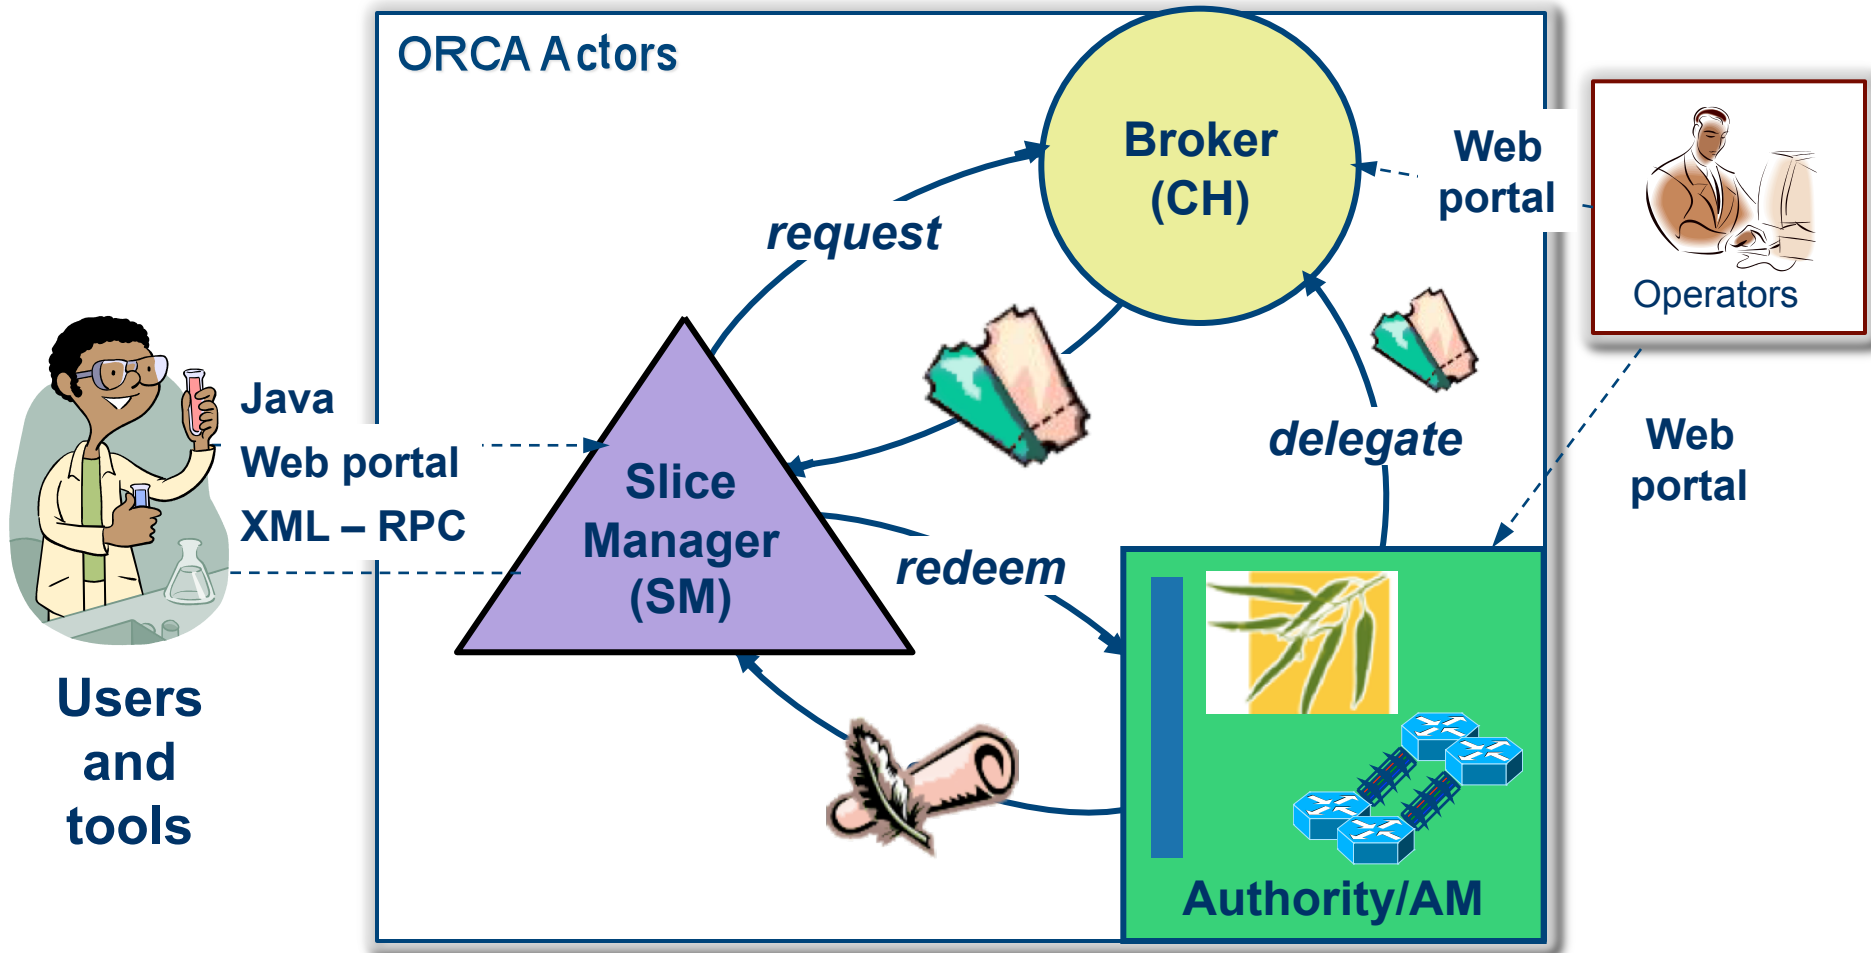 ORCA Actors
Broker
(CH)
Web
portal
Operators
request
Java
Web portal
XML – RPC
Slice
Manager
(SM)
delegate
Web
portal
redeem
Users
and
tools
Authority/AM